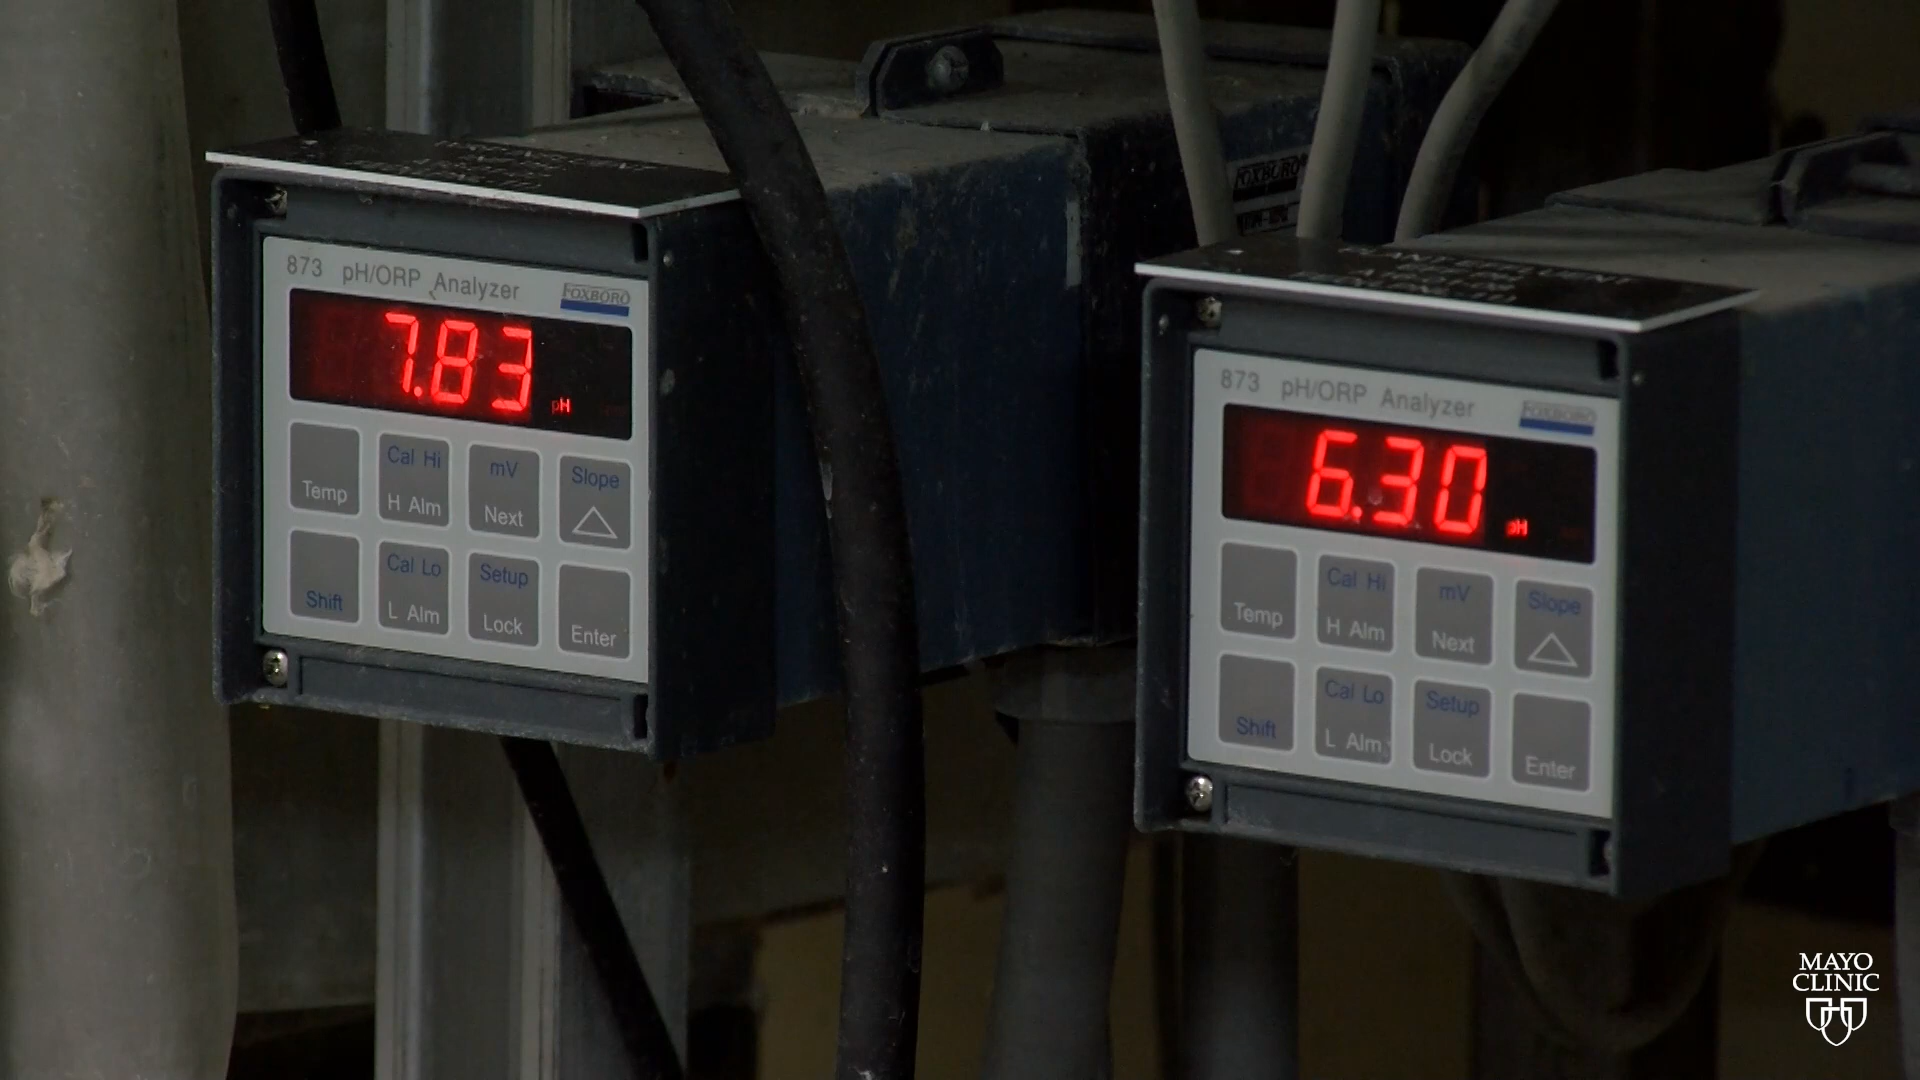 873 pH/ORP Analyzer
FOXBORO
7.83 pH
Temp
Cal Hi
H Alm
mV
Next
Slope
Shift
Cal Lo
L Alm
Setup
Lock
Enter
FOXBORO
873 pH/ORP Analyzer
FOXBORO
6.30 pH
Temp
Cal Hi
H Alm
mV
Next
Slope
Shift
Cal Lo
L Alm
Setup
Lock
Enter
MAYO
CLINIC